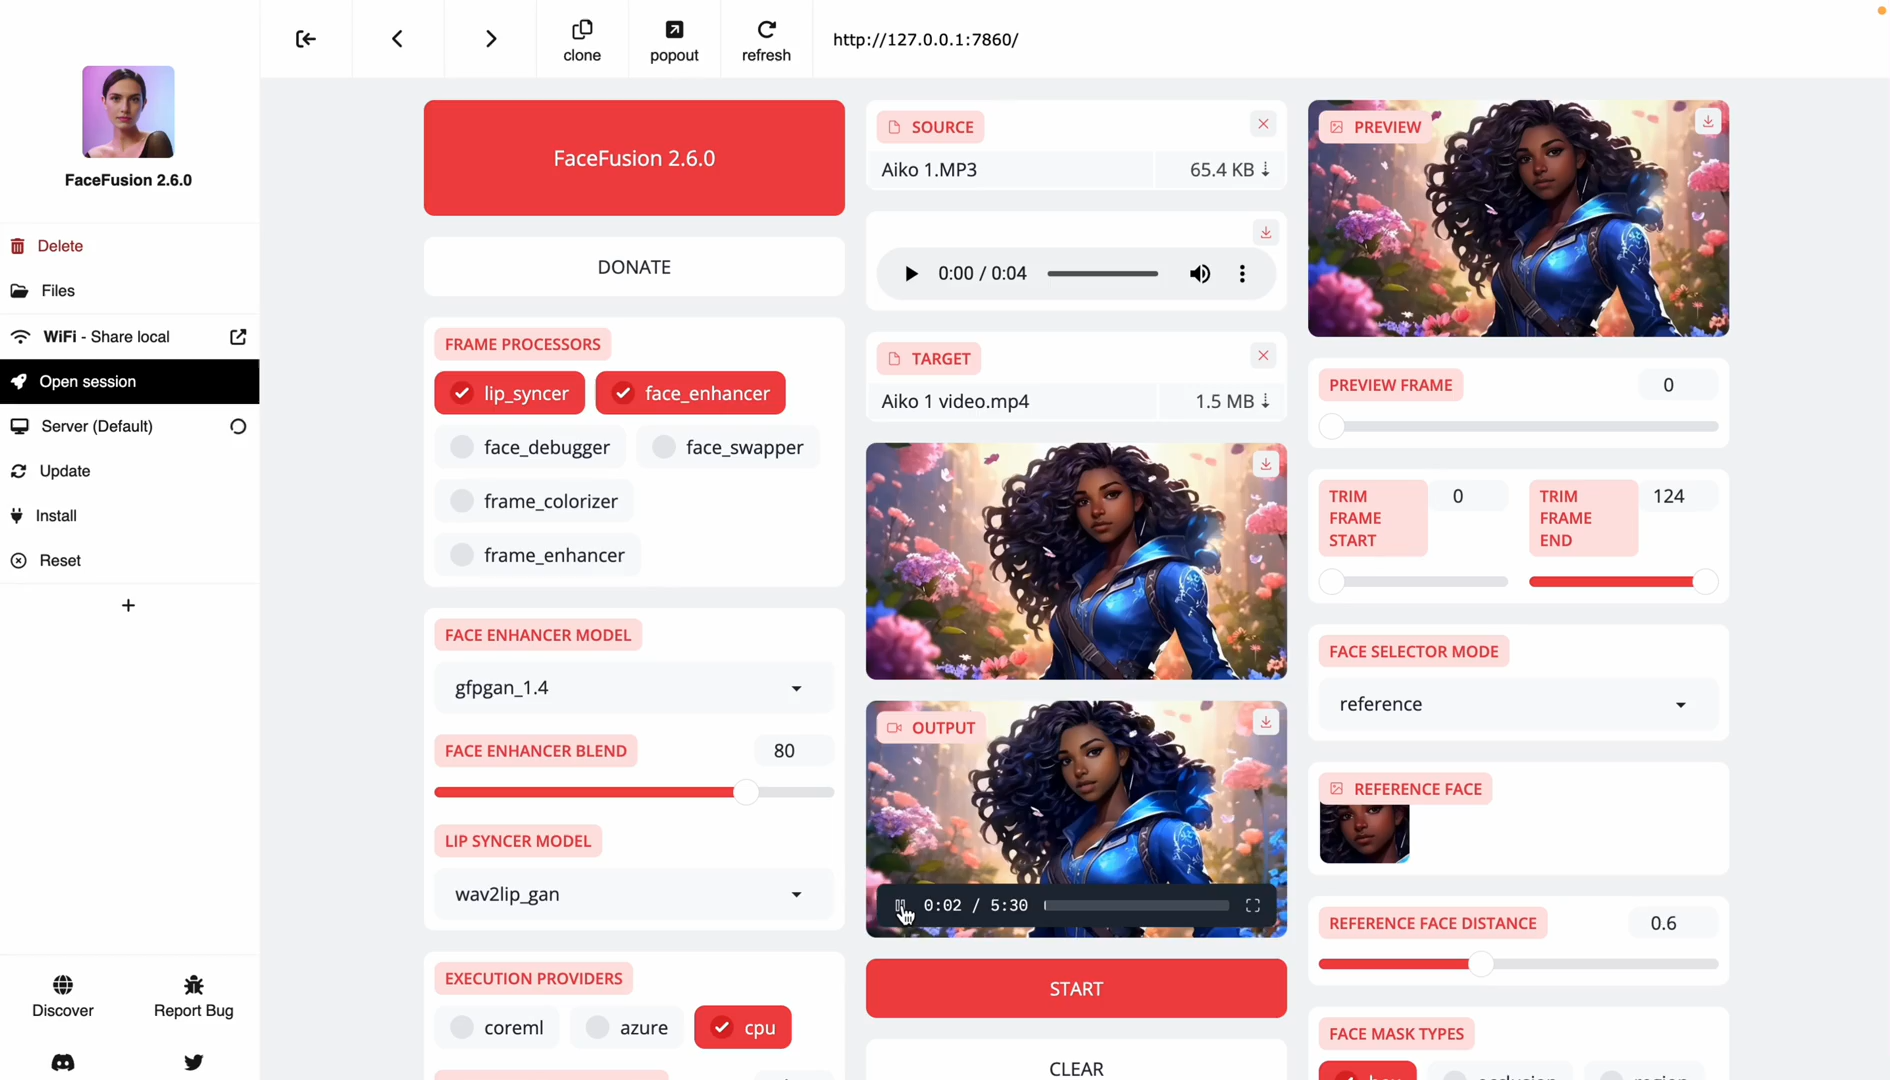 clone
popout
refresh
http://127.0.0.1:7860/
FaceFusion 2.6.0
Delete
Files
WiFi - Share local
Open session
Server (Default)
Update
Install
Reset
+
Discover
Report Bug
FaceFusion 2.6.0
DONATE
FRAME PROCESSORS
lip_syncer
face_enhancer
face_debugger
face_swapper
frame_colorizer
frame_enhancer
FACE ENHANCER MODEL
gfpgan_1.4
FACE ENHANCER BLEND
80
LIP SYNCER MODEL
wav2lip_gan
EXECUTION PROVIDERS
coreml
azure
cpu
SOURCE
Aiko 1.MP3
65.4 KB ⇣
0:00 / 0:04
TARGET
Aiko 1 video.mp4
1.5 MB ⇣
OUTPUT
0:02 / 5:30
START
CLEAR
PREVIEW
PREVIEW FRAME
0
TRIM
FRAME
START
0
TRIM
FRAME
END
124
FACE SELECTOR MODE
reference
REFERENCE FACE
REFERENCE FACE DISTANCE
0.6
FACE MASK TYPES